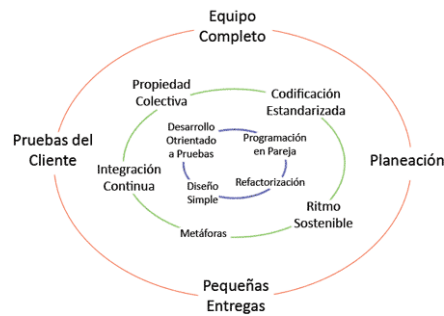 Equipo
Completo
Propiedad
Colectiva
Codificación
Estandarizada
Desarrollo
Otrientado
a Pruebas
Programación
en Pareja
Pruebas del
Cliente
Planeación
Integración
Continua
Diseño
Simple
Refactorización
Ritmo
Sostenible
Metáforas
Pequeñas
Entregas